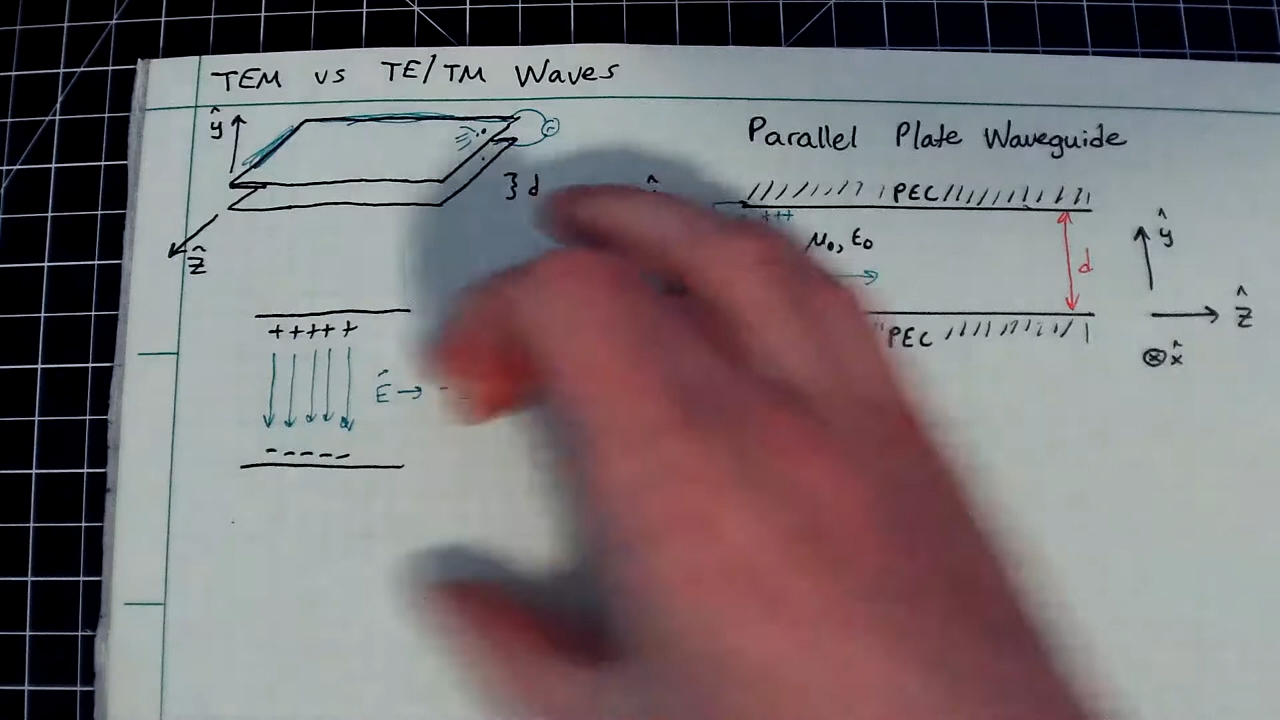 TEM vs TE/TM Waves
ŷ
} d
ẑ
+++++
Ê → -
-----
Parallel Plate Waveguide
PEC
+++
μ₀, ε₀
d
PEC
ŷ
ẑ
x̂